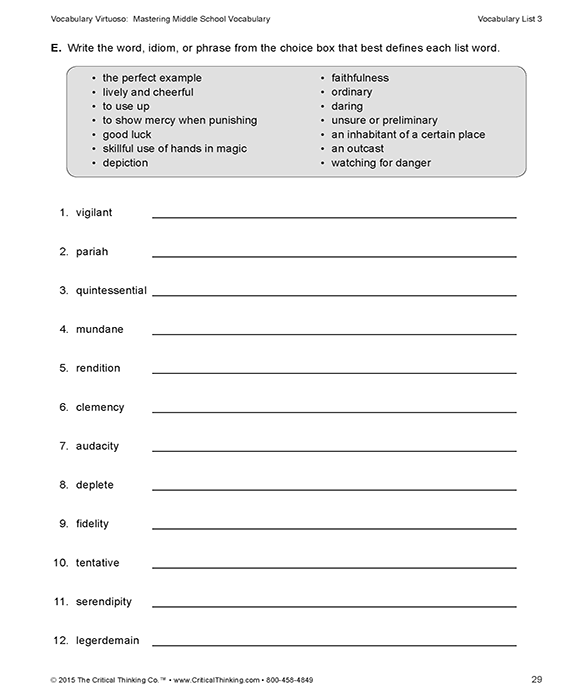 Vocabulary Virtuoso: Mastering Middle School Vocabulary Vocabulary List 3
E. Write the word, idiom, or phrase from the choice box that best defines each list word.
• the perfect example
• lively and cheerful
• to use up
• to show mercy when punishing
• good luck
• skillful use of hands in magic
• depiction
• faithfulness
• ordinary
• daring
• unsure or preliminary
• an inhabitant of a certain place
• an outcast
• watching for danger
1. vigilant
2. pariah
3. quintessential
4. mundane
5. rendition
6. clemency
7. audacity
8. deplete
9. fidelity
10. tentative
11. serendipity
12. legerdemain
© 2015 The Critical Thinking Co.™ • www.CriticalThinking.com • 800-458-4849 29